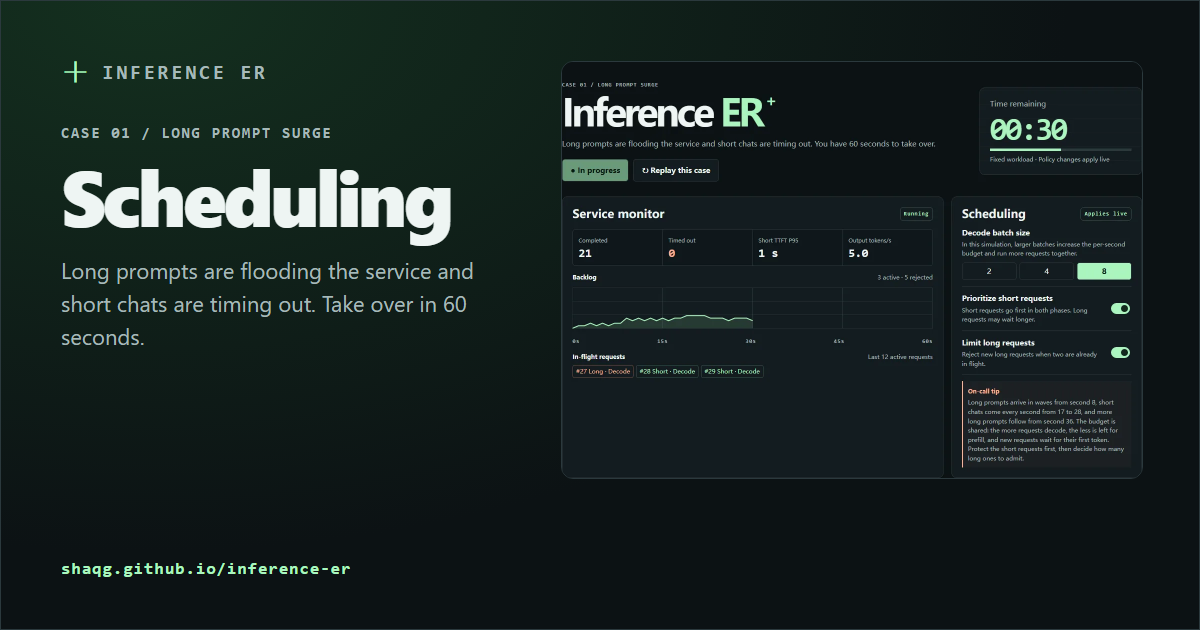 INFERENCE ER
CASE 01 / LONG PROMPT SURGE
Scheduling
Long prompts are flooding the service and
short chats are timing out. Take over in 60
seconds.
shaqg.github.io/inference-er
CASE 01 / LONG PROMPT SURGE
Inference ER+
Long prompts are flooding the service and short chats are timing out. You have 60 seconds to take over.
• In progress
↻ Replay this case
Time remaining
00:30
Fixed workload · Policy changes apply live
Service monitor
Running
Completed
21
Timed out
0
Short TTFT P95
1 s
Output tokens/s
5.0
Backlog
3 active · 5 rejected
0s 15s 30s 45s 60s
In-flight requests
Last 12 active requests
#27 Long · Decode
#28 Short · Decode
#29 Short · Decode
Scheduling
Applies live
Decode batch size
In this simulation, larger batches increase the per-second
budget and run more requests together.
2 4 8
Prioritize short requests
Short requests go first in both phases. Long
requests may wait longer.
Limit long requests
Reject new long requests when two are already
in flight.
On-call tip
Long prompts arrive in waves from second 8, short
chats come every second from 17 to 28, and more
long prompts follow from second 36. The budget is
shared: the more requests decode, the less is left for
prefill, and new requests wait for their first token.
Protect the short requests first, then decide how many
long ones to admit.